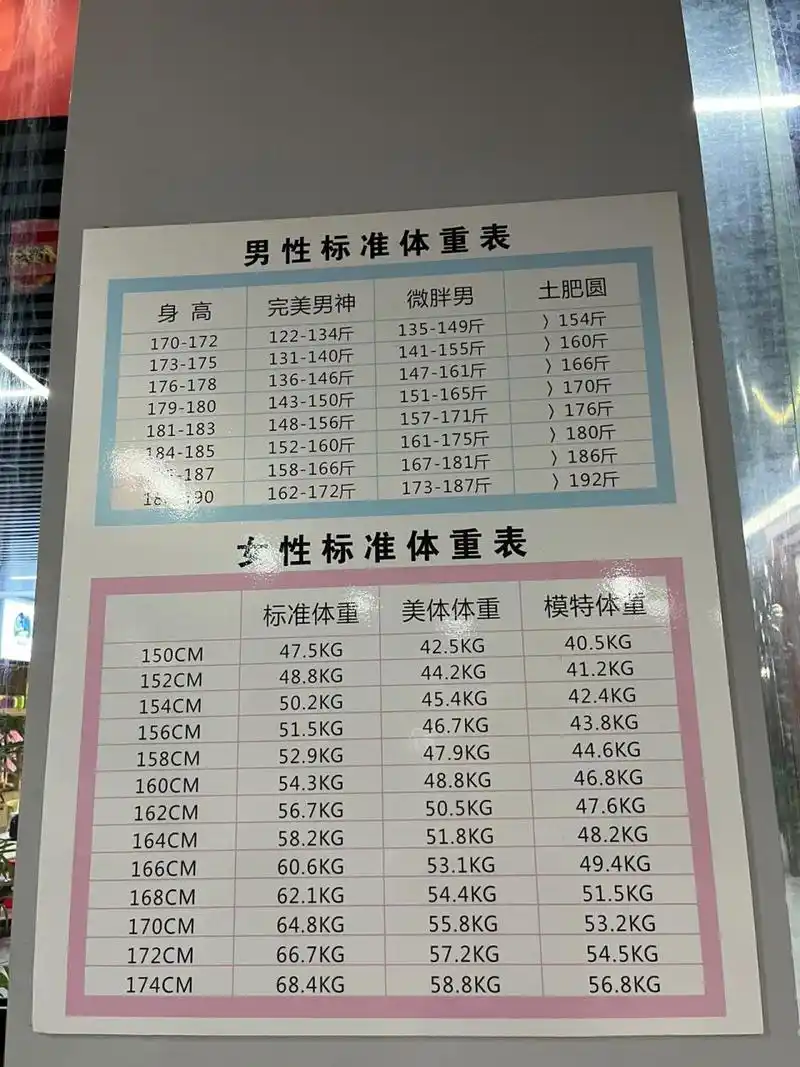 男性标准体重表
身高 完美男神 微胖男 土肥圆
170-172 122-134斤 135-149斤 〉154斤
173-175 131-140斤 141-155斤 〉160斤
176-178 136-146斤 147-161斤 〉166斤
179-180 143-150斤 151-165斤 〉170斤
181-183 148-156斤 157-171斤 〉176斤
184-185 152-160斤 161-175斤 〉180斤
187 158-166斤 167-181斤 〉186斤
90 162-172斤 173-187斤 〉192斤
女性标准体重表
标准体重 美体体重 模特体重
150CM 47.5KG 42.5KG 40.5KG
152CM 48.8KG 44.2KG 41.2KG
154CM 50.2KG 45.4KG 42.4KG
156CM 51.5KG 46.7KG 43.8KG
158CM 52.9KG 47.9KG 44.6KG
160CM 54.3KG 48.8KG 46.8KG
162CM 56.7KG 50.5KG 47.6KG
164CM 58.2KG 51.8KG 48.2KG
166CM 60.6KG 53.1KG 49.4KG
168CM 62.1KG 54.4KG 51.5KG
170CM 64.8KG 55.8KG 53.2KG
172CM 66.7KG 57.2KG 54.5KG
174CM 68.4KG 58.8KG 56.8KG